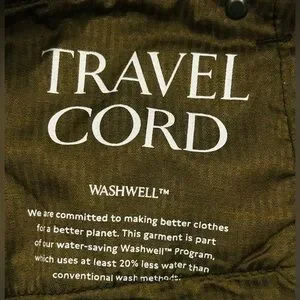 TRAVEL
CORD
WASHWELL™
We are committed to making better clothes
for a better planet. This garment is part
of our water-saving Washwell™ Program,
which uses at least 20% less water than
conventional wash methods.